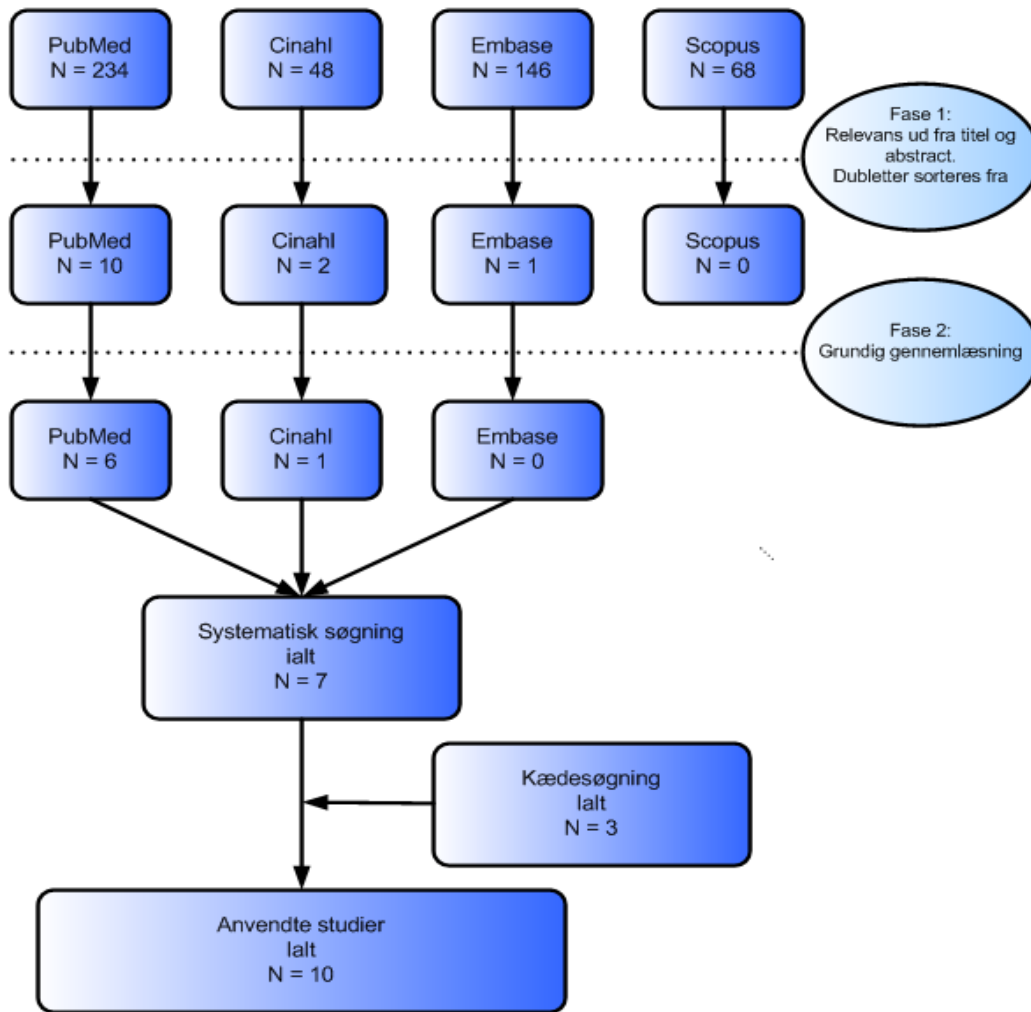 PubMed
N = 234
Cinahl
N = 48
Embase
N = 146
Scopus
N = 68
Fase 1:
Relevans ud fra titel og
abstract.
Dubletter sorteres fra
PubMed
N = 10
Cinahl
N = 2
Embase
N = 1
Scopus
N = 0
Fase 2:
Grundig gennemlæsning
PubMed
N = 6
Cinahl
N = 1
Embase
N = 0
Systematisk søgning
ialt
N = 7
Kædesøgning
Ialt
N = 3
Anvendte studier
Ialt
N = 10